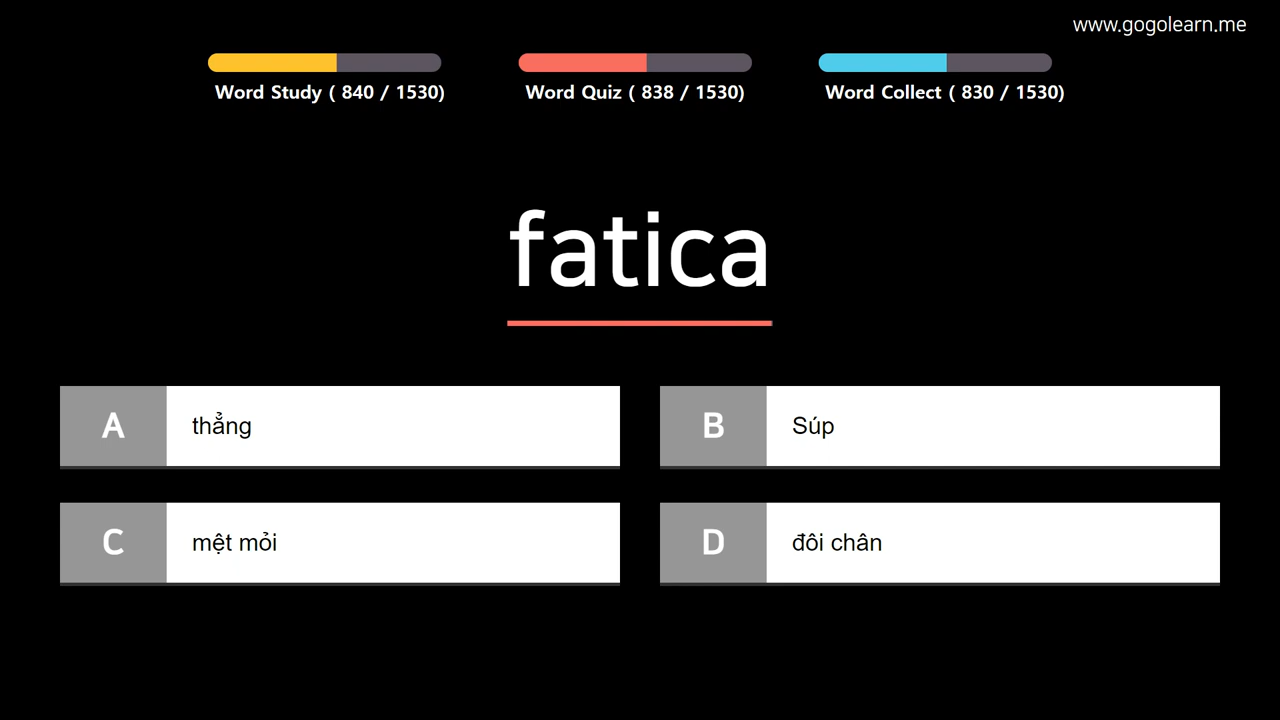 www.gogolearn.me
Word Study ( 840 / 1530)
Word Quiz ( 838 / 1530)
Word Collect ( 830 / 1530)
fatica
A thẳng
B Súp
C mệt mỏi
D đôi chân